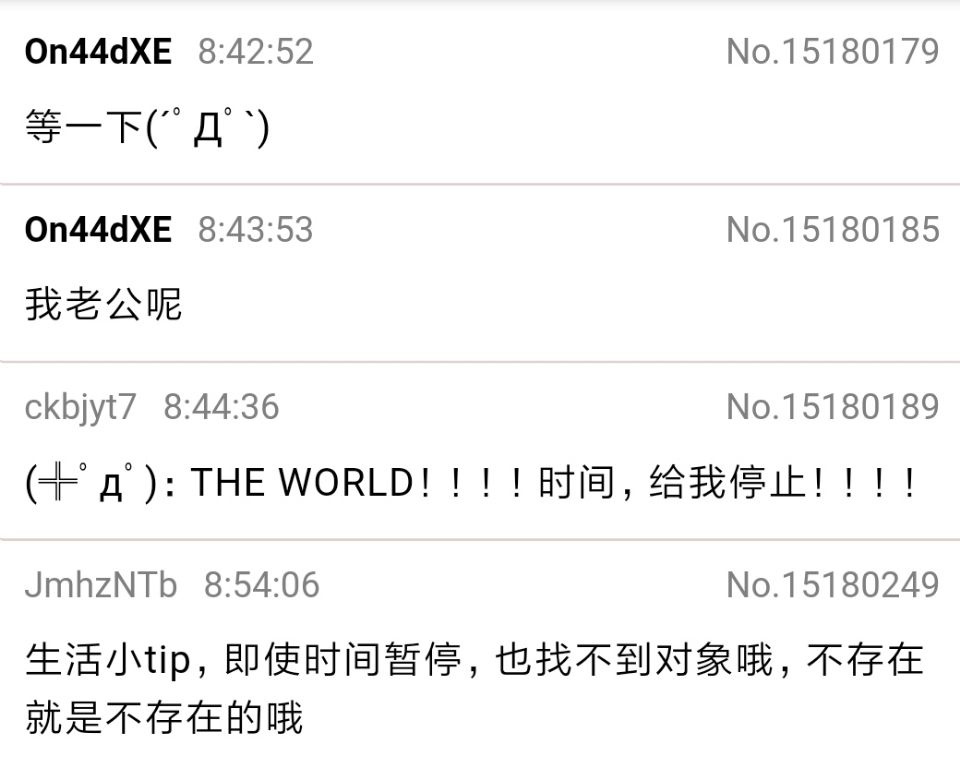 On44dXE 8:42:52 No.15180179
等一下(´ﾟДﾟ`)
On44dXE 8:43:53 No.15180185
我老公呢
ckbjyt7 8:44:36 No.15180189
(╬ﾟдﾟ)：THE WORLD！！！！时间，给我停止！！！！
JmhzNTb 8:54:06 No.15180249
生活小tip，即使时间暂停，也找不到对象哦，不存在
就是不存在的哦